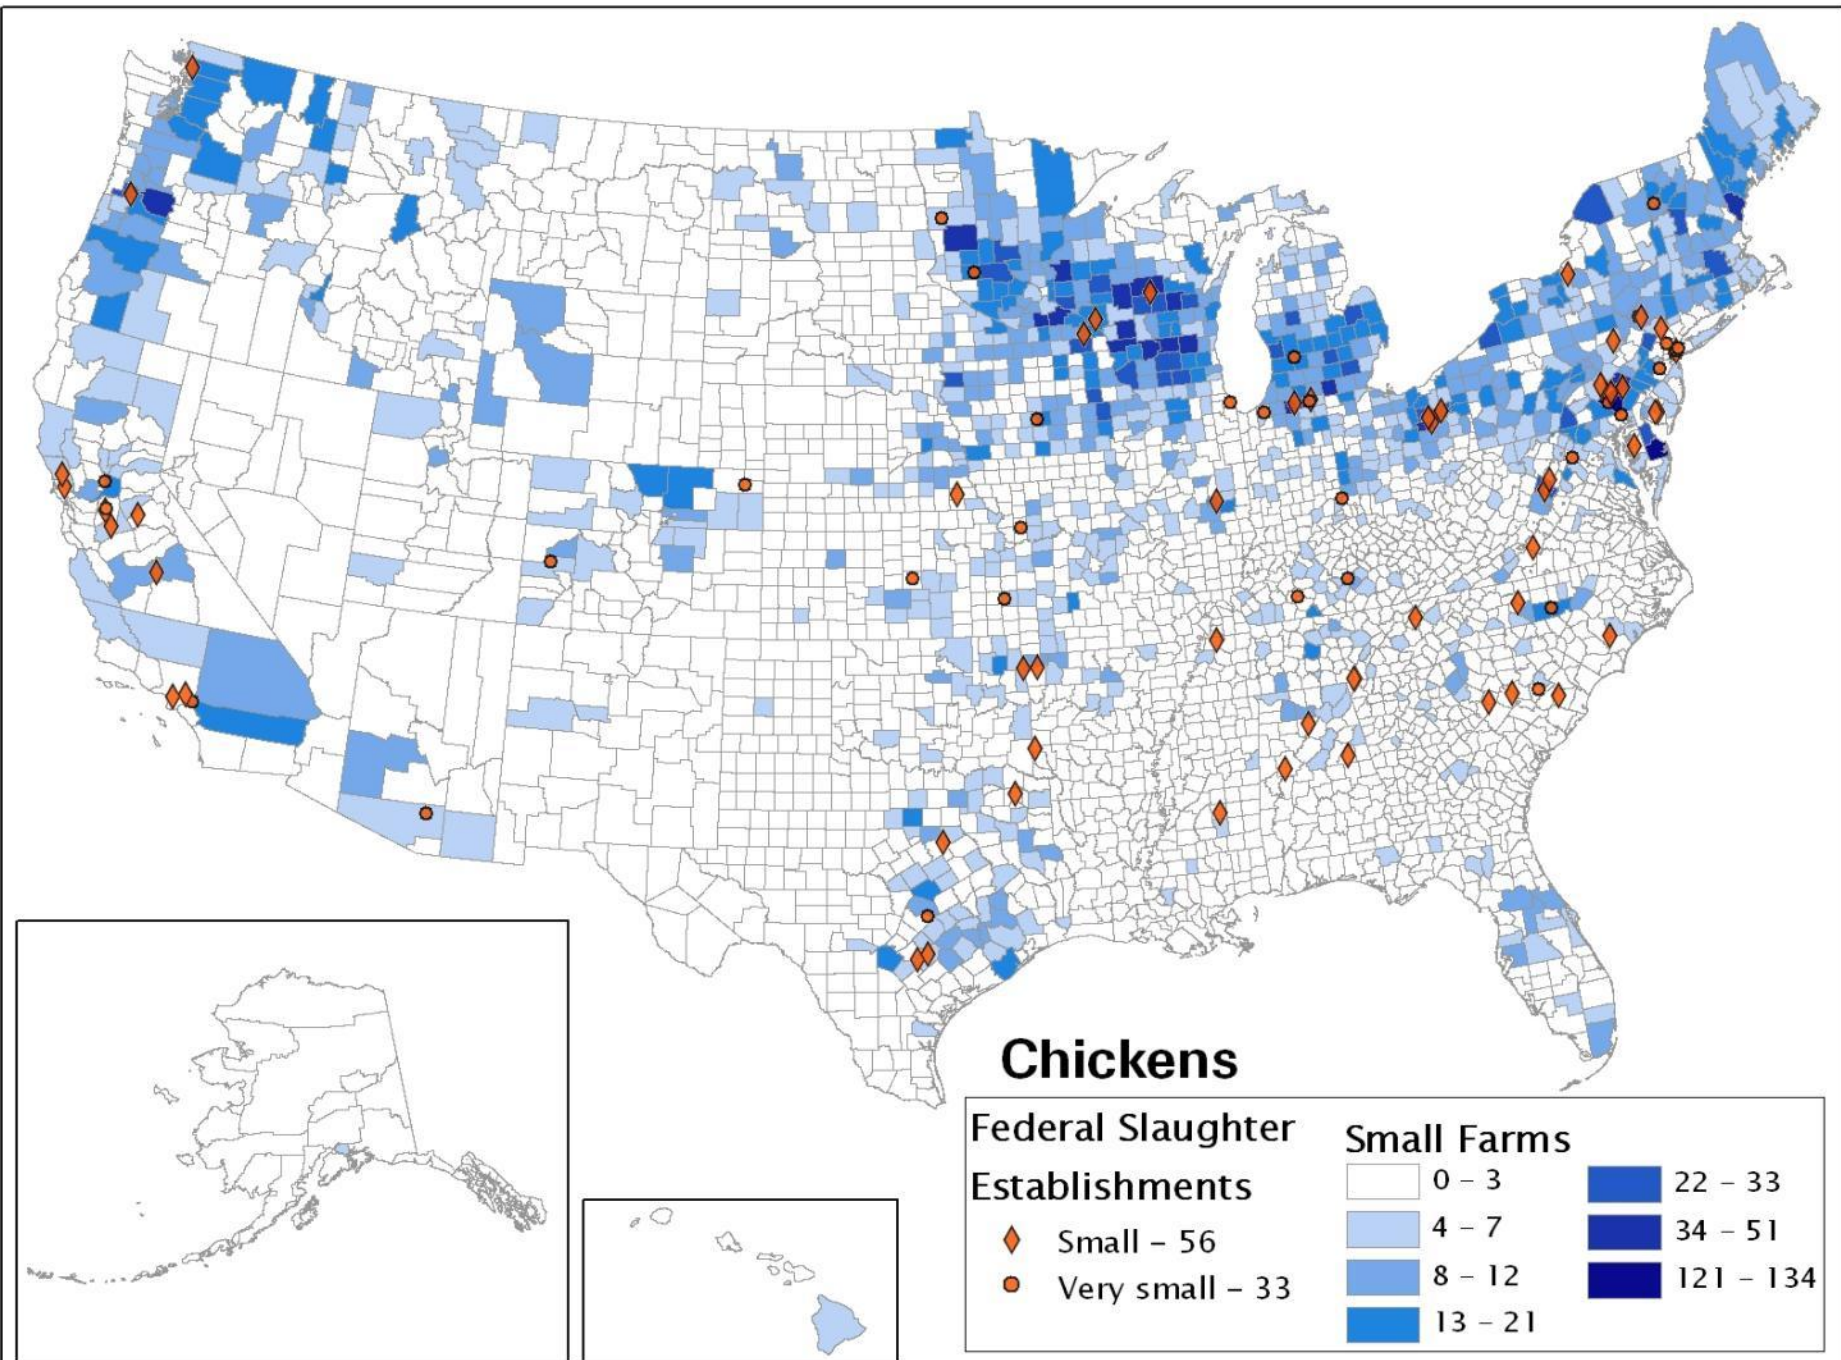 Chickens
Federal Slaughter
Establishments
Small – 56
Very small – 33
Small Farms
0 – 3
4 – 7
8 – 12
13 – 21
22 – 33
34 – 51
121 – 134